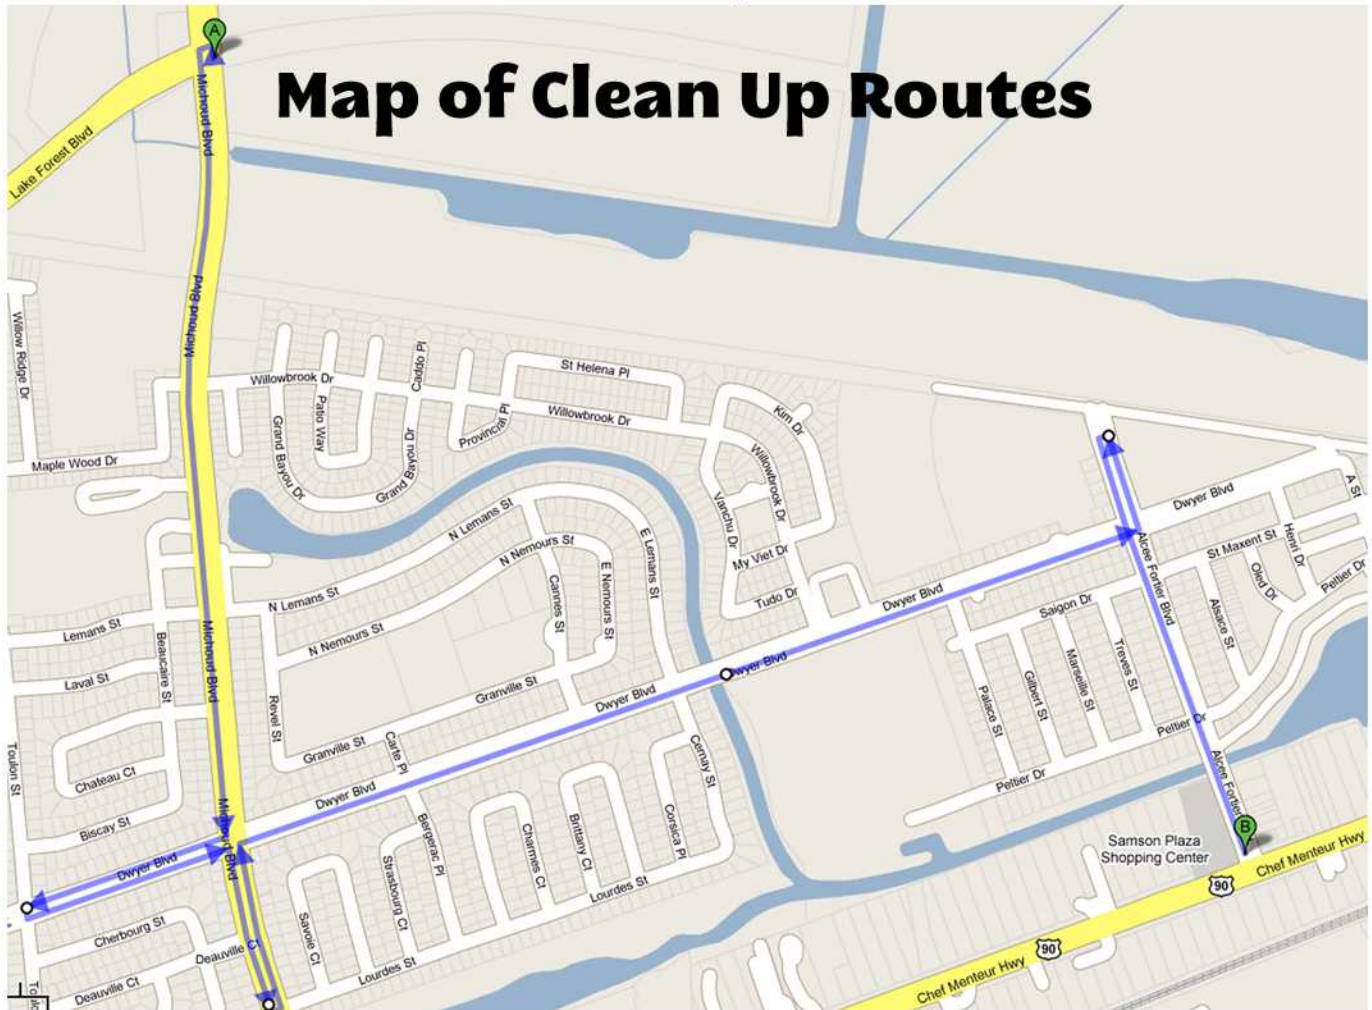 A
Map of Clean Up Routes
Michoud Blvd
Lake Forest Blvd
Michoud Blvd
Willow Ridge Dr
Willowbrook Dr
Caddo Pl
St Helena Pl
Patio Way
Provincial Pl
Willowbrook Dr
Kim Dr
Maple Wood Dr
Grand Bayou Dr
Grand Bayou Dr
Willowbrook Dr
Vanchu Dr
Dwyer Blvd
A St
N Lemans St
N Nemours St
E Lemans St
My Viet Dr
Alcee Fortier Blvd
St Maxent St
Henri Dr
Oled Dr
Peltier Dr
N Lemans St
Cannes St
E Nemours St
Tudo Dr
Dwyer Blvd
Saigon Dr
Alsace St
Lemans St
Beaucaire St
Michoud Blvd
N Nemours St
Treves St
Marseille St
Gilbert St
Palace St
Laval St
Revel St
Granville St
Dwyer Blvd
Dwyer Blvd
Peltier Dr
Toulon St
Granville St
Carte Pl
Cernay St
Chateau Ct
Dwyer Blvd
Peltier Dr
Alcee Fortier
Biscay St
Michoud Blvd
Bergerac Pl
Brittany Ct
Corsica Pl
B
Samson Plaza
Shopping Center
Chef Menteur Hwy
90
Dwyer Blvd
Strasbourg Ct
Charmes Ct
Lourdes St
Cherbourg St
Savoie Ct
Deauville Ct
Lourdes St
90
Deauville Ct
Chef Menteur Hwy